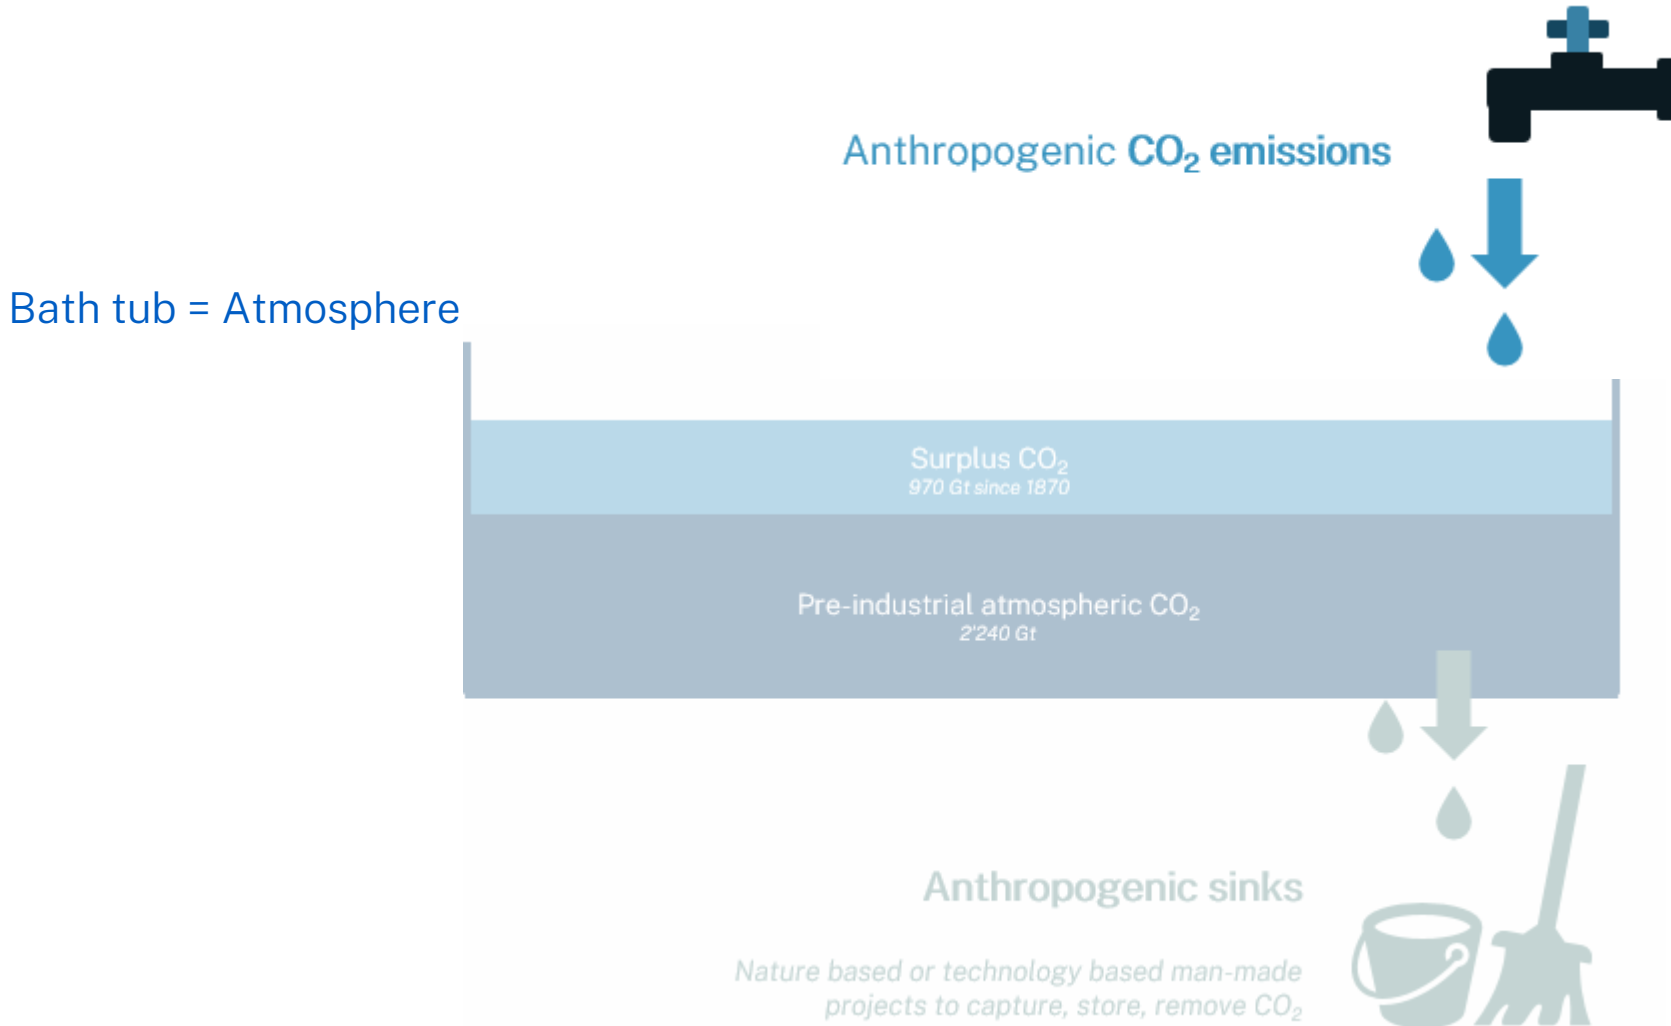 Anthropogenic CO₂ emissions
Bath tub = Atmosphere
Surplus CO₂
970 Gt since 1870
Pre-industrial atmospheric CO₂
2'240 Gt
Anthropogenic sinks
Nature based or technology based man-made
projects to capture, store, remove CO₂